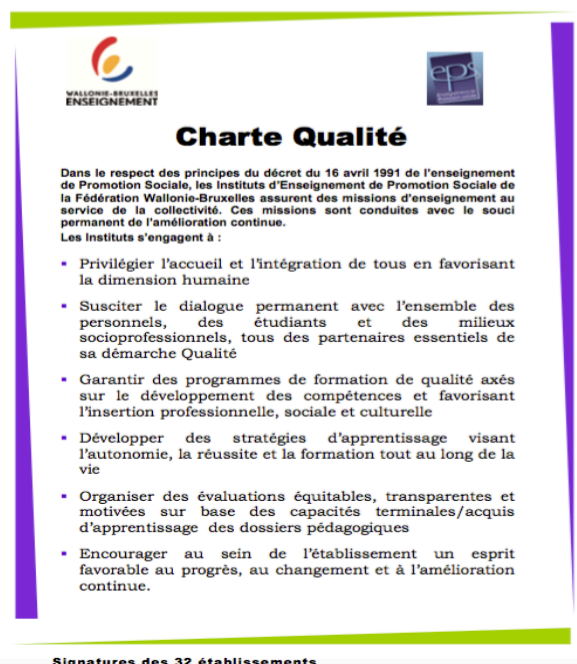 WALLONIE-BRUXELLES
ENSEIGNEMENT
eps
Charte Qualité
Dans le respect des principes du décret du 16 avril 1991 de l'enseignement
de Promotion Sociale, les Instituts d'Enseignement de Promotion Sociale de
la Fédération Wallonie-Bruxelles assurent des missions d'enseignement au
service de la collectivité. Ces missions sont conduites avec le souci
permanent de l'amélioration continue.
Les Instituts s'engagent à :
▪ Privilégier l'accueil et l'intégration de tous en favorisant
la dimension humaine
▪ Susciter le dialogue permanent avec l'ensemble des
personnels, des étudiants et des milieux
socioprofessionnels, tous des partenaires essentiels de
sa démarche Qualité
▪ Garantir des programmes de formation de qualité axés
sur le développement des compétences et favorisant
l'insertion professionnelle, sociale et culturelle
▪ Développer des stratégies d'apprentissage visant
l'autonomie, la réussite et la formation tout au long de la
vie
▪ Organiser des évaluations équitables, transparentes et
motivées sur base des capacités terminales/acquis
d'apprentissage des dossiers pédagogiques
▪ Encourager au sein de l'établissement un esprit
favorable au progrès, au changement et à l'amélioration
continue.
Signatures des 32 établissements